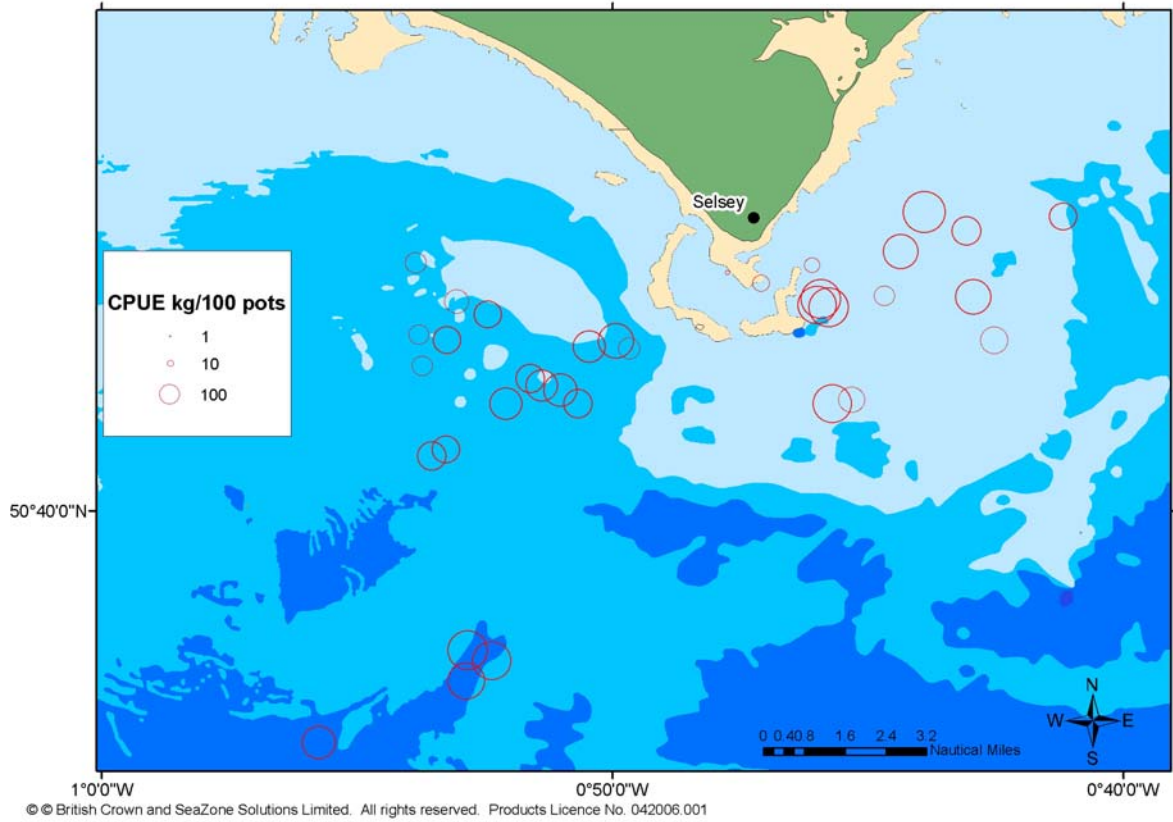 Selsey
CPUE kg/100 pots
1
10
100
50°40'0"N
N
W E
S
0 0.40.8 1.6 2.4 3.2
Nautical Miles
1°0'0"W 0°50'0"W 0°40'0"W
© © British Crown and SeaZone Solutions Limited. All rights reserved. Products Licence No. 042006.001